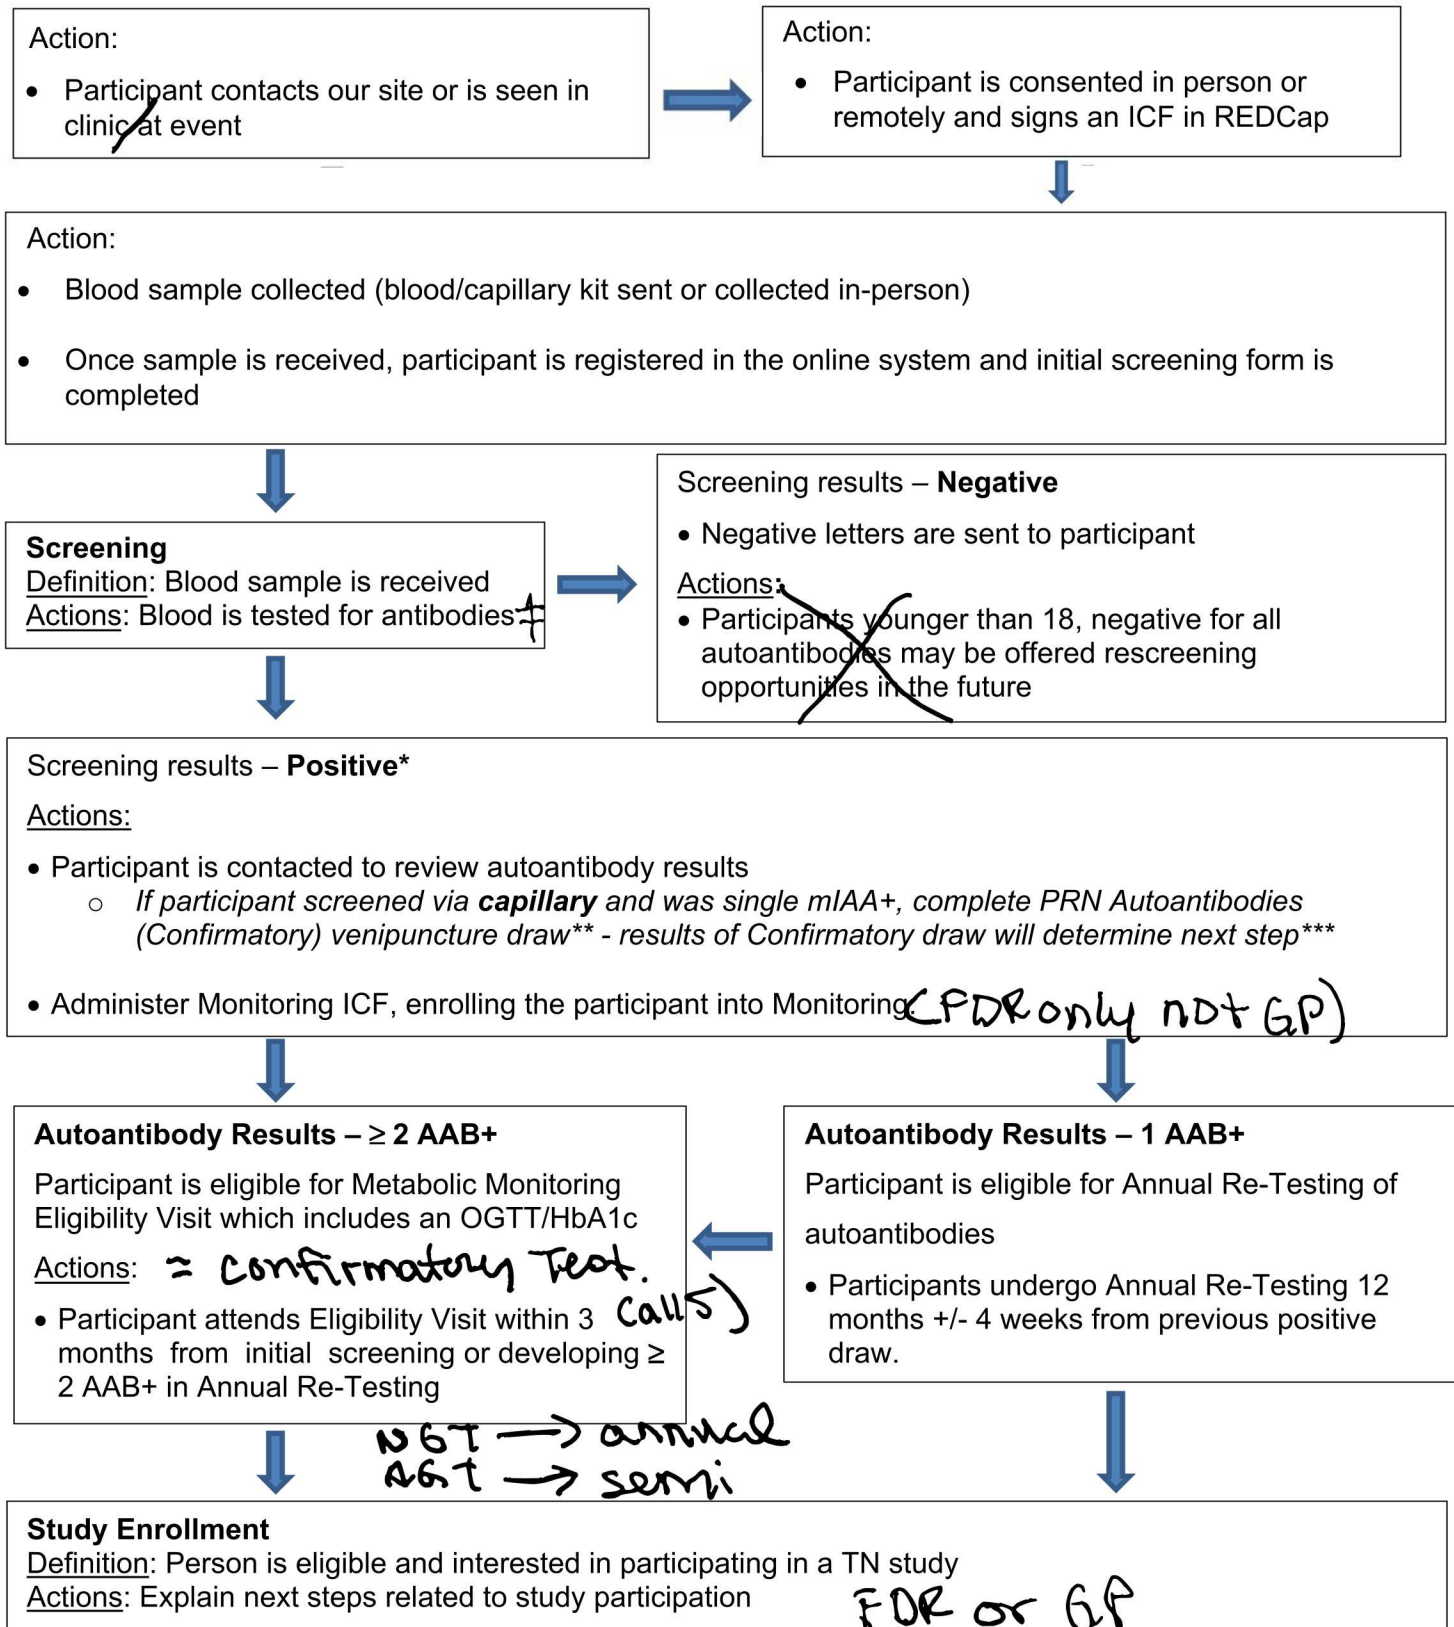 Action:
• Participant contacts our site or is seen in
clinic/at event
Action:
• Participant is consented in person or
remotely and signs an ICF in REDCap
Action:
• Blood sample collected (blood/capillary kit sent or collected in-person)
• Once sample is received, participant is registered in the online system and initial screening form is
completed
Screening
Definition: Blood sample is received
Actions: Blood is tested for antibodies‡
Screening results – Negative
• Negative letters are sent to participant
Actions:
• Participants younger than 18, negative for all
autoantibodies may be offered rescreening
opportunities in the future
Screening results – Positive*
Actions:
• Participant is contacted to review autoantibody results
o If participant screened via capillary and was single mIAA+, complete PRN Autoantibodies
(Confirmatory) venipuncture draw** - results of Confirmatory draw will determine next step***
• Administer Monitoring ICF, enrolling the participant into Monitoring. (FDR only not GP)
Autoantibody Results – ≥ 2 AAB+
Participant is eligible for Metabolic Monitoring
Eligibility Visit which includes an OGTT/HbA1c
Actions: ≃ Confirmatory Test.
• Participant attends Eligibility Visit within 3
months from initial screening or developing ≥
2 AAB+ in Annual Re-Testing
Autoantibody Results – 1 AAB+
Participant is eligible for Annual Re-Testing of
autoantibodies
• Participants undergo Annual Re-Testing 12
months +/- 4 weeks from previous positive
draw.
NGT → annual
AGT → semi
Study Enrollment
Definition: Person is eligible and interested in participating in a TN study
Actions: Explain next steps related to study participation
FDR or GP